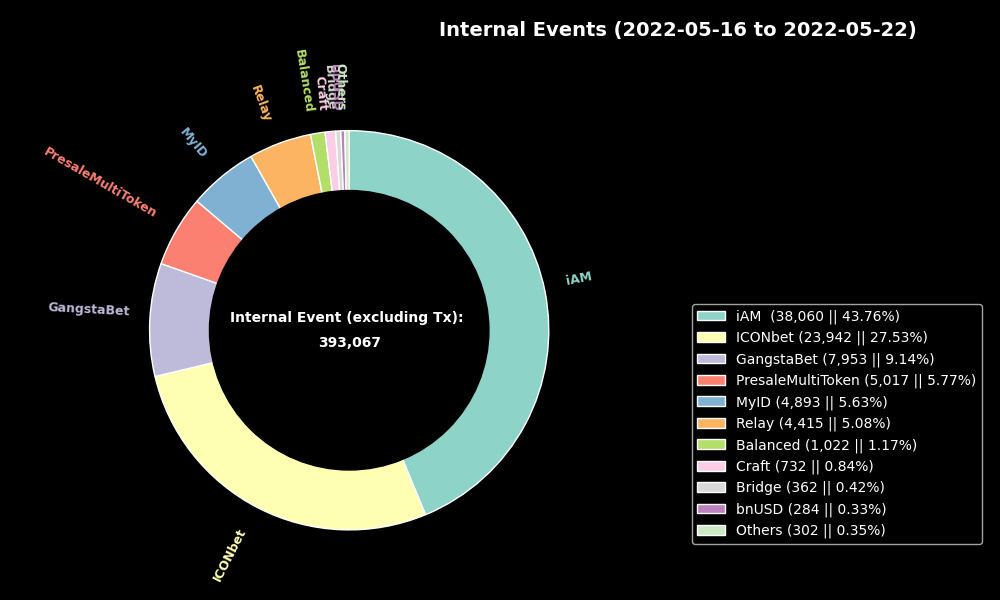 Internal Events (2022-05-16 to 2022-05-22)
Others
bnUSD
Bridge
Craft
Balanced
Relay
MyID
PresaleMultiToken
GangstaBet
ICONbet
iAM
Internal Event (excluding Tx):
393,067
iAM  (38,060 || 43.76%)
ICONbet (23,942 || 27.53%)
GangstaBet (7,953 || 9.14%)
PresaleMultiToken (5,017 || 5.77%)
MyID (4,893 || 5.63%)
Relay (4,415 || 5.08%)
Balanced (1,022 || 1.17%)
Craft (732 || 0.84%)
Bridge (362 || 0.42%)
bnUSD (284 || 0.33%)
Others (302 || 0.35%)